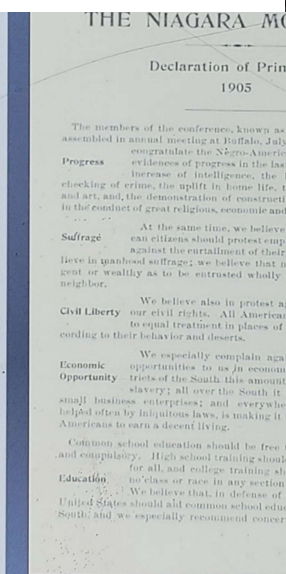 THE NIAGARA MO
Declaration of Prin
1905
The members of the conference, known as
assembled in annual meeting at Buffalo, July
congratulate the Negro-Americ
Progress evidences of progress in the las
increase of intelligence, the
checking of crime, the uplift in home life, t
and art, and, the demonstration of constructi
in the conduct of great religious, economic and
At the same time, we believe
Suffrage can citizens should protest emp
against the curtailment of their
lieve in manhood suffrage; we believe that n
gent or wealthy as to be entrusted wholly
neighbor.
We believe also in protest ag
Civil Liberty our civil rights. All American
to equal treatment in places of
cording to their behavior and deserts.
We especially complain aga
Economic opportunities to us in econom
Opportunity tricts of the South this amount
slavery; all over the South it
small business enterprises; and everywhe
helped often by iniquitous laws, is making it
Americans to earn a decent living.
Common school education should be free
and compulsory. High school training shoul
for all, and college training sh
Education no class or race in any section
We believe that, in defense of
United States should aid common school educ
South, and we especially recommend concer